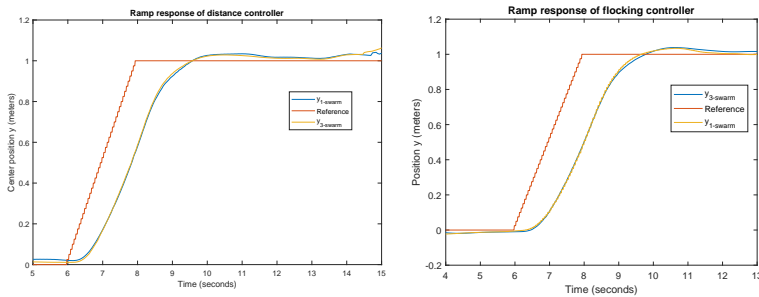 Ramp response of distance controller
Center position y (meters)
1.2
1
0.8
0.6
0.4
0.2
0
y1-swarm
Reference
y3-swarm
5 6 7 8 9 10 11 12 13 14 15
Time (seconds)
Ramp response of flocking controller
Position y (meters)
1.2
1
0.8
0.6
0.4
0.2
0
-0.2
y3-swarm
Reference
y1-swarm
4 5 6 7 8 9 10 11 12 13
Time (seconds)